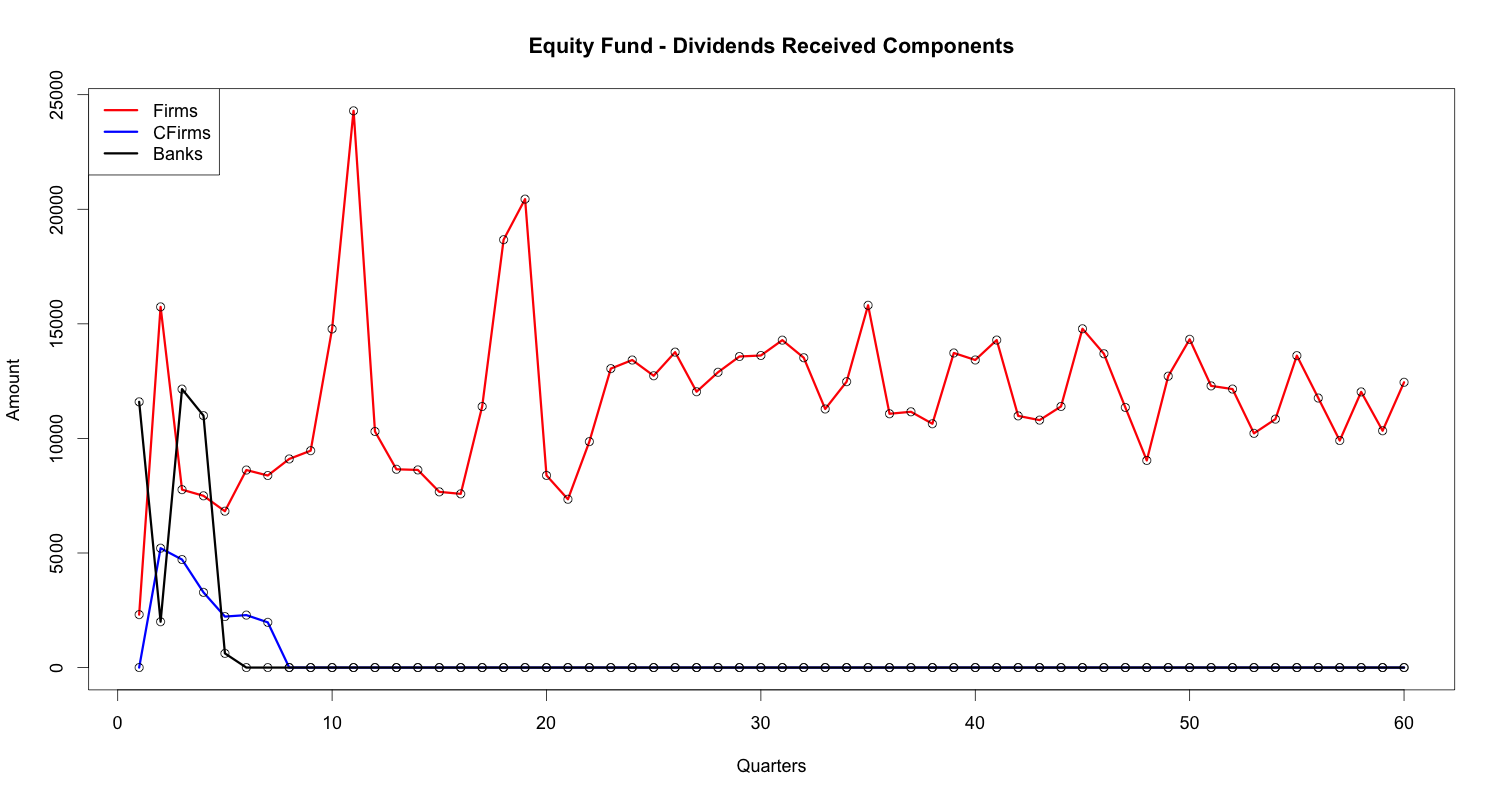 Equity Fund - Dividends Received Components
Firms
CFirms
Banks
Amount
25000
20000
15000
10000
5000
0
0 10 20 30 40 50 60
Quarters